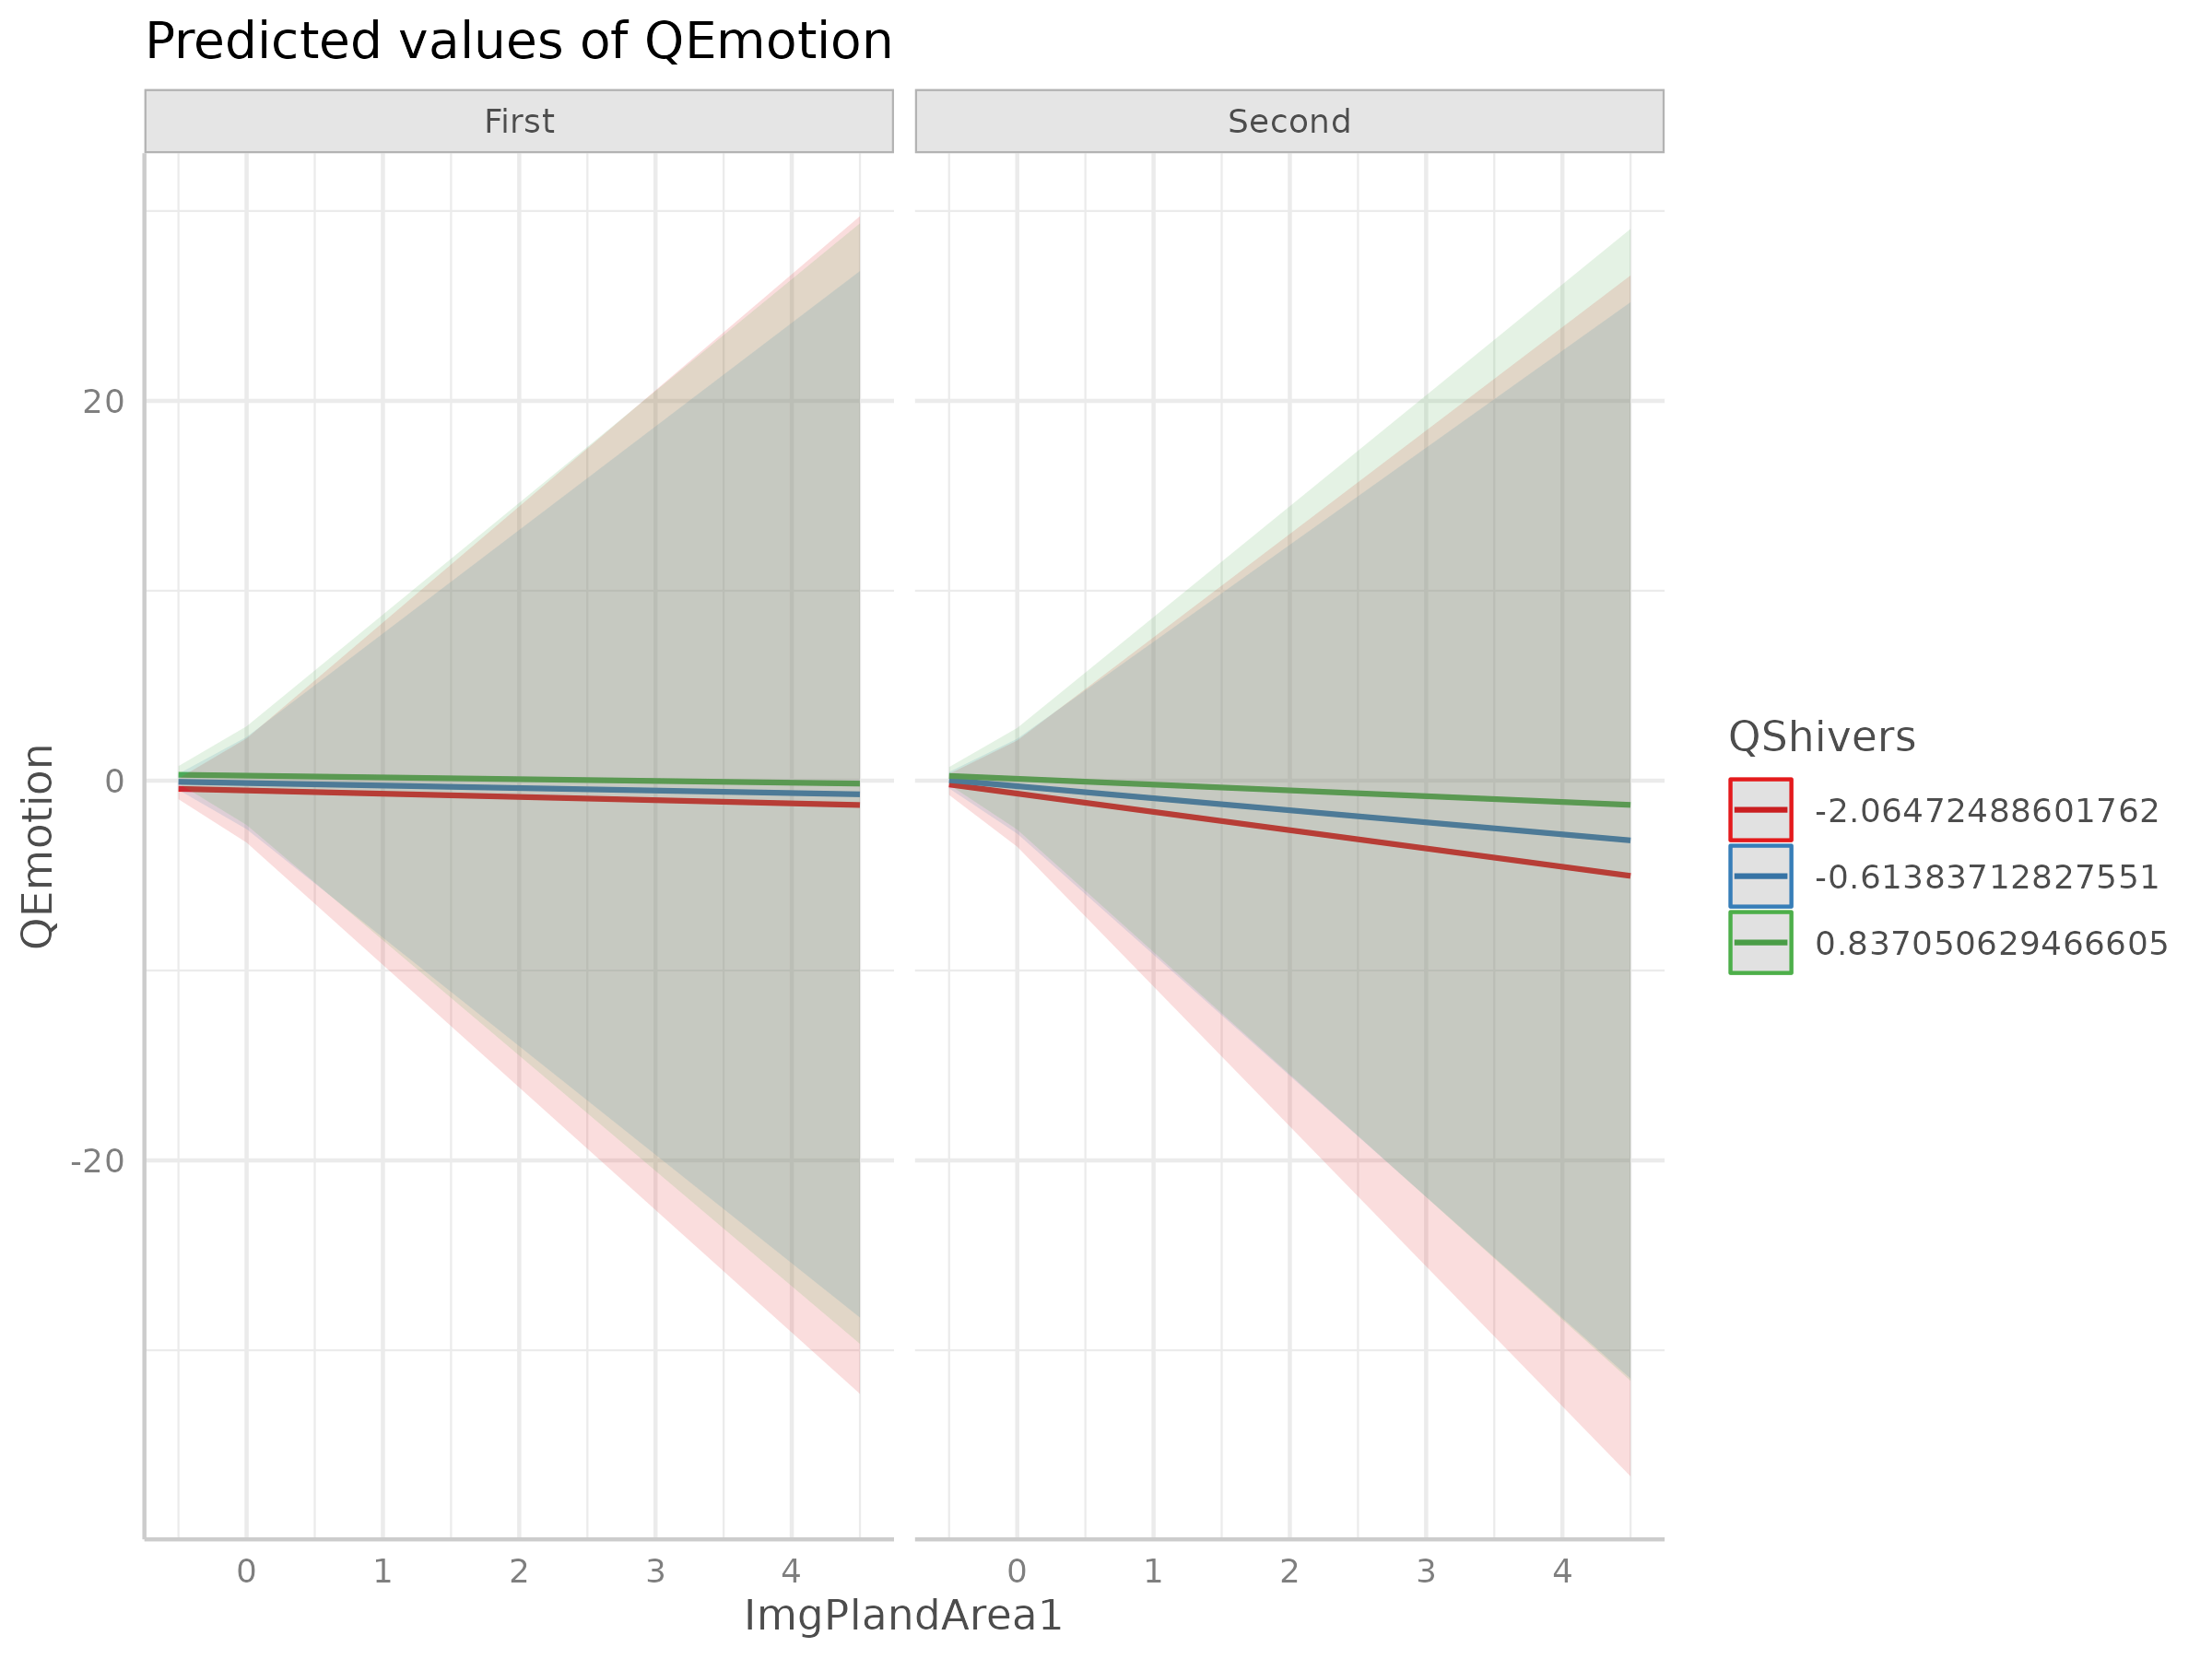 Predicted values of QEmotion
First
Second
20
0
-20
QEmotion
0 1 2 3 4
0 1 2 3 4
ImgPlandArea1
QShivers
-2.06472488601762
-0.61383712827551
0.837050629466605